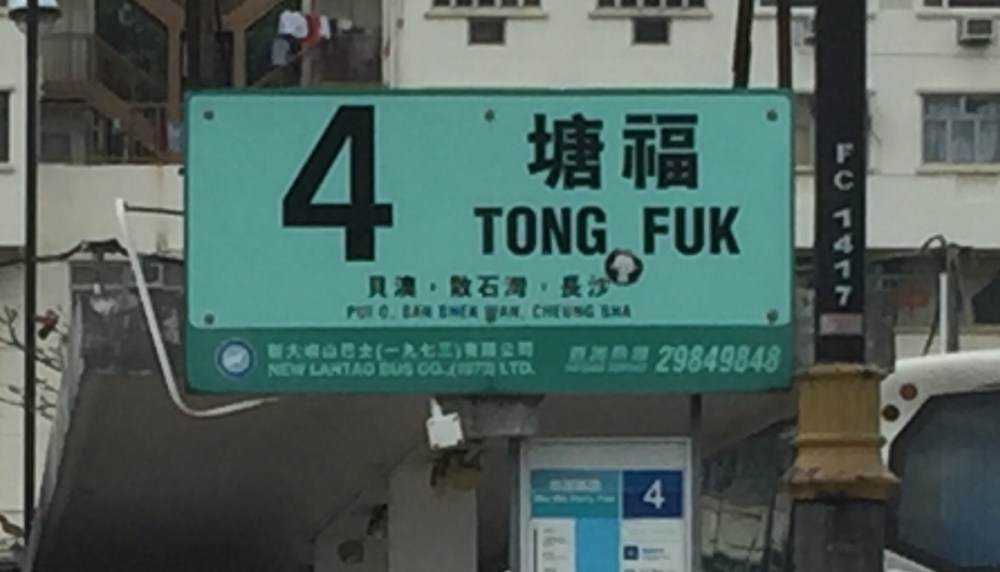 4
塘福
TONG FUK
貝澳,散石灣,長沙
PUI O, SAN SHEK WAN, CHEUNG SHA
新大嶼山巴士(一九七三)有限公司
NEW LANTAO BUS CO.,(1973) LTD.
29849848
FC 1417
4